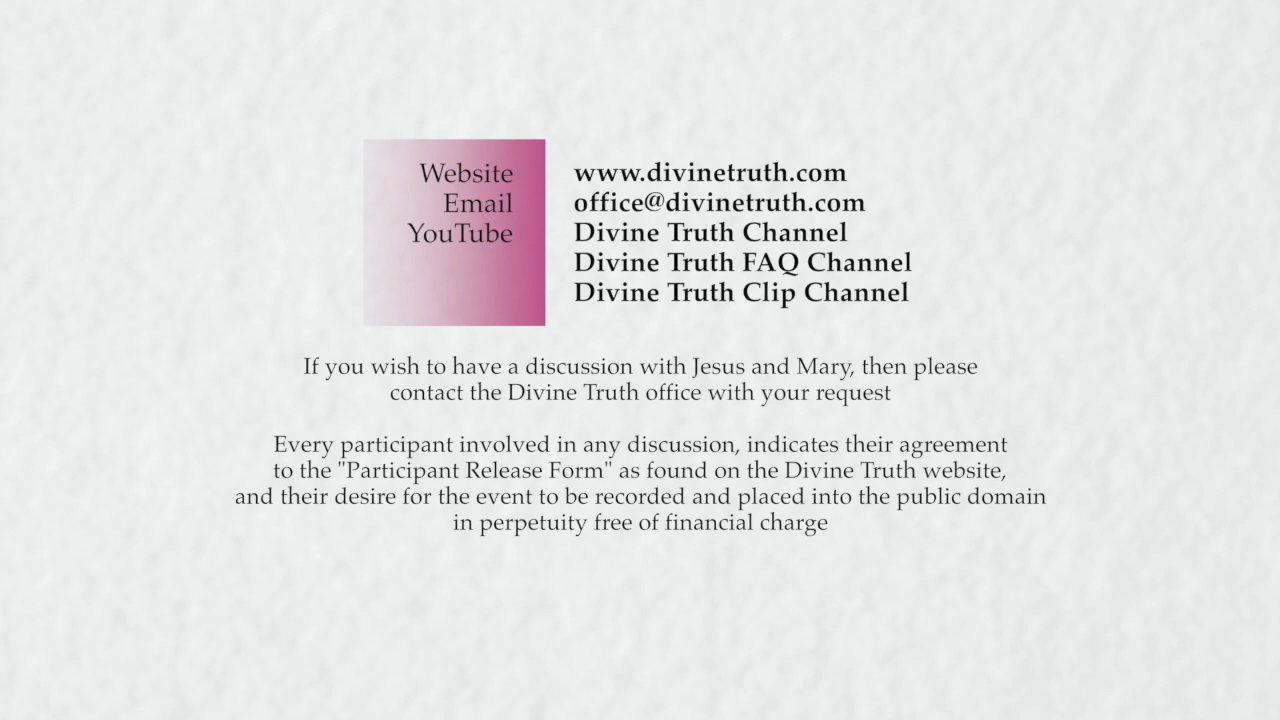 Website www.divinetruth.com
Email office@divinetruth.com
YouTube Divine Truth Channel
Divine Truth FAQ Channel
Divine Truth Clip Channel
If you wish to have a discussion with Jesus and Mary, then please
contact the Divine Truth office with your request
Every participant involved in any discussion, indicates their agreement
to the "Participant Release Form" as found on the Divine Truth website,
and their desire for the event to be recorded and placed into the public domain
in perpetuity free of financial charge